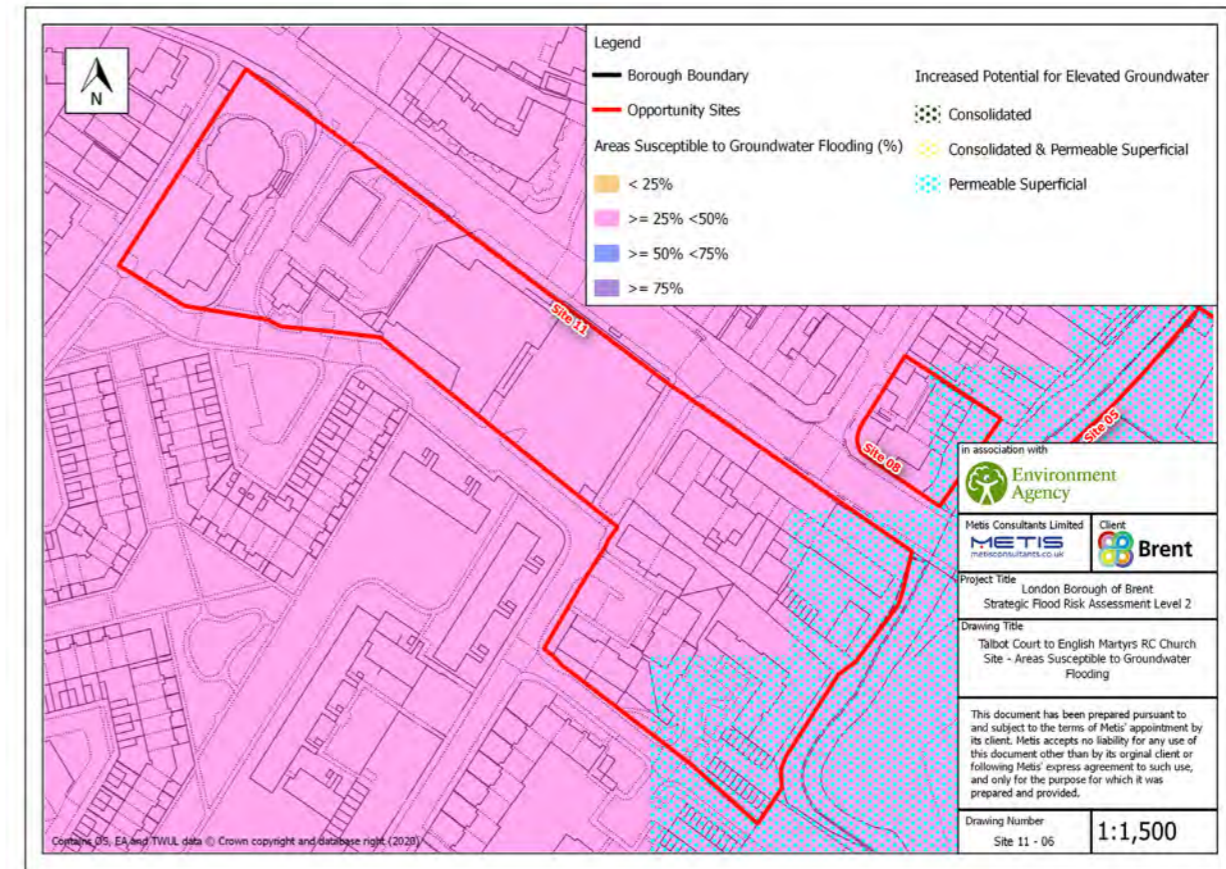 N
Legend
Borough Boundary
Opportunity Sites
Areas Susceptible to Groundwater Flooding (%)
< 25%
>= 25% <50%
>= 50% <75%
>= 75%
Increased Potential for Elevated Groundwater
Consolidated
Consolidated & Permeable Superficial
Permeable Superficial
Site 11
Site 08
Site 05
in association with
Environment
Agency
Metis Consultants Limited
METIS
metisconsultants.co.uk
Client
Brent
Project Title
London Borough of Brent
Strategic Flood Risk Assessment Level 2
Drawing Title
Talbot Court to English Martyrs RC Church
Site - Areas Susceptible to Groundwater
Flooding
This document has been prepared pursuant to
and subject to the terms of Metis' appointment by
its client. Metis accepts no liability for any use of
this document other than by its orginal client or
following Metis' express agreement to such use,
and only for the purpose for which it was
prepared and provided.
Drawing Number
Site 11 - 06
1:1,500
Contains OS, EA and TWUL data © Crown copyright and database right (2020)